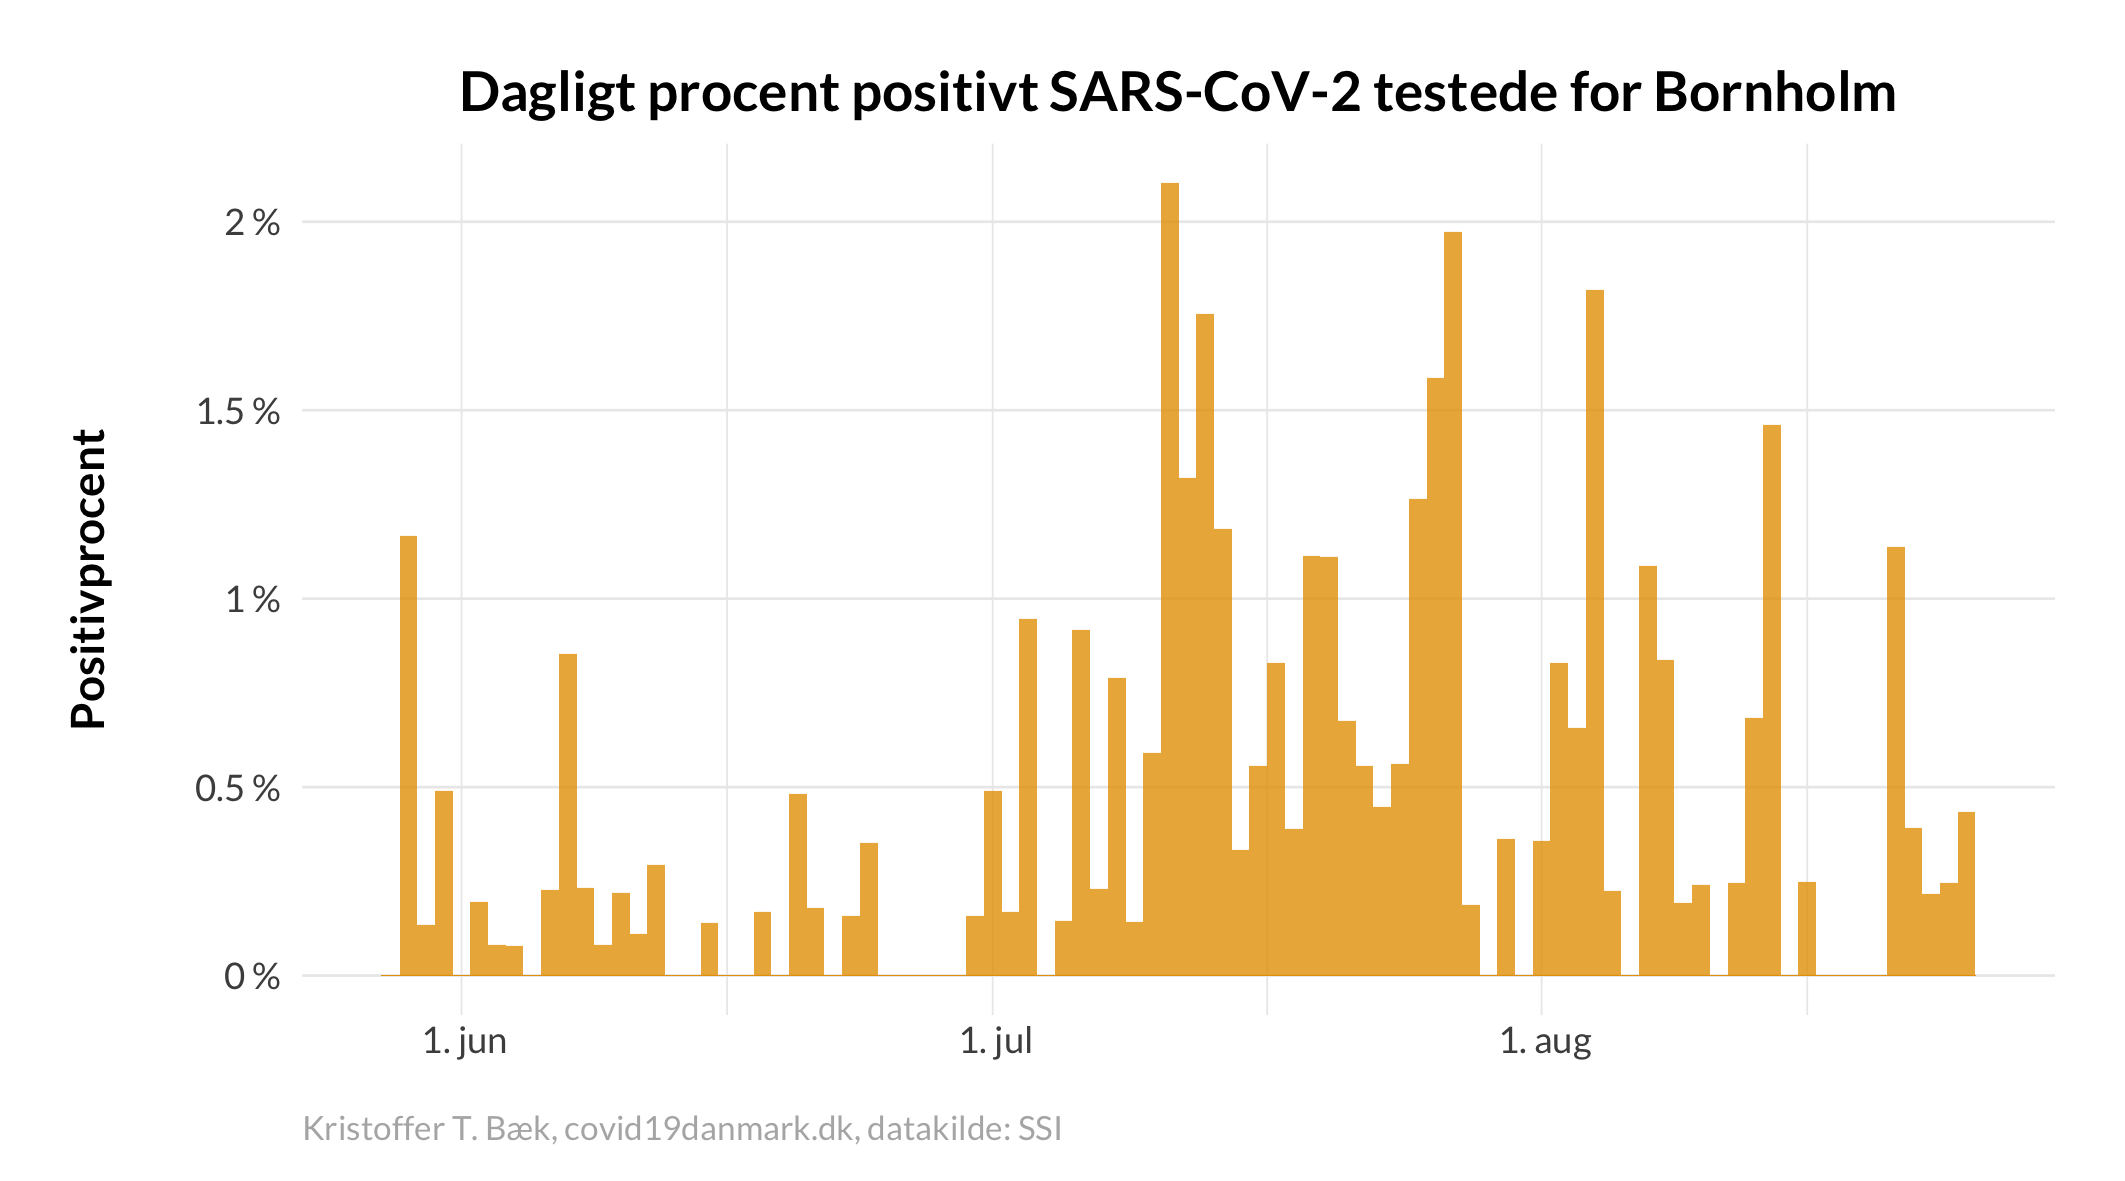 Dagligt procent positivt SARS-CoV-2 testede for Bornholm
Positivprocent
2 %
1.5 %
1 %
0.5 %
0 %
1. jun
1. jul
1. aug
Kristoffer T. Bæk, covid19danmark.dk, datakilde: SSI